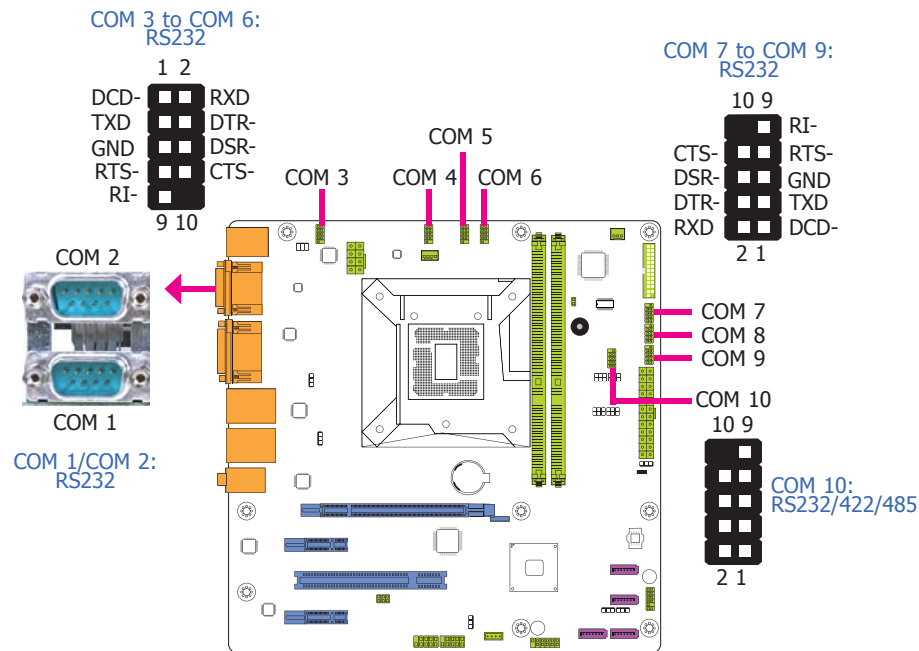 COM 3 to COM 6:
RS232
1 2
DCD- RXD
TXD DTR-
GND DSR-
RTS- CTS-
RI-
9 10
COM 3
COM 4
COM 5
COM 6
COM 7 to COM 9:
RS232
10 9
RI-
CTS- RTS-
DSR- GND
DTR- TXD
RXD DCD-
2 1
COM 2
COM 1
COM 1/COM 2:
RS232
COM 7
COM 8
COM 9
COM 10
10 9
COM 10:
RS232/422/485
2 1